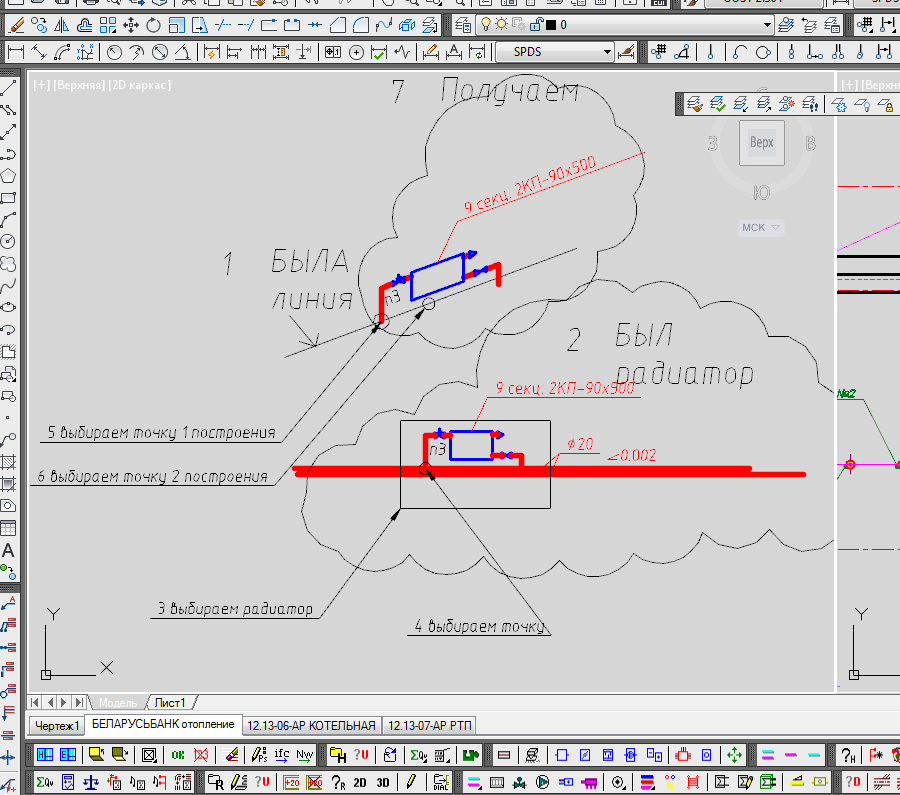 0
SPDS
[+] [Верхняя] [2D каркас]
[+] [Верхня
7 Получаем
З
Верх
В
Ю
МСК
9 секц. 2КП-90х500
1 БЫЛА
линия
п3
2 БЫЛ
радиатор
9 секц. 2КП-90х500
п3
ϕ20
∠0.002
№2
5 выбираем точку 1 построения
6 выбираем точку 2 построения
3 выбираем радиатор
4 выбираем точку
Y
X
Y
A
Модель
Лист1
Чертеж1
БЕЛАРУСЬБАНК отопление
12.13-06-АР КОТЕЛЬНАЯ
12.13-07-АР РТП
OK
ifc
2D
3D